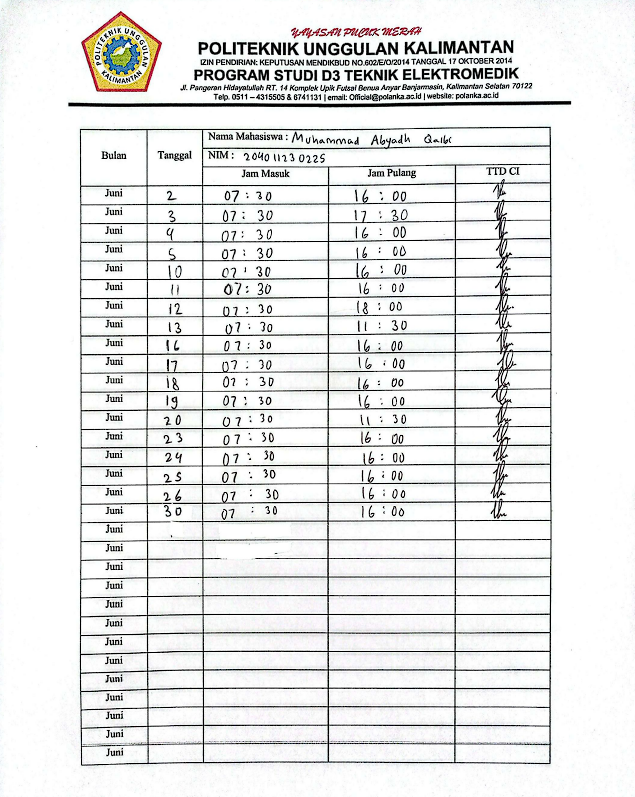 YAYASAN PUCUK MERAH
POLITEKNIK UNGGULAN KALIMANTAN
IZIN PENDIRIAN: KEPUTUSAN MENDIKBUD NO.602/E/O/2014 TANGGAL 17 OKTOBER 2014
PROGRAM STUDI D3 TEKNIK ELEKTROMEDIK
Jl. Pangeran Hidayatullah RT. 14 Komplek Upik Futsal Benua Anyar Banjarmasin, Kalimantan Selatan 70122
Telp. 0511 – 4315505 & 6741131 | email: Official@polanka.ac.id | website: polanka.ac.id
POLITEKNIK UNGGULAN KALIMANTAN
Bulan Tanggal Nama Mahasiswa : Muhammad Abyadh Qalbi
NIM : 204011230225
Jam Masuk Jam Pulang TTD CI
Juni 2 07 : 30 16 : 00
Juni 3 07 : 30 17 : 30
Juni 4 07 : 30 16 : 00
Juni 5 07 : 30 16 : 00
Juni 10 07 : 30 16 : 00
Juni 11 07 : 30 16 : 00
Juni 12 07 : 30 18 : 00
Juni 13 07 : 30 11 : 30
Juni 16 07 : 30 16 : 00
Juni 17 07 : 30 16 : 00
Juni 18 07 : 30 16 : 00
Juni 19 07 : 30 16 : 00
Juni 20 07 : 30 11 : 30
Juni 23 07 : 30 16 : 00
Juni 24 07 : 30 16 : 00
Juni 25 07 : 30 16 : 00
Juni 26 07 : 30 16 : 00
Juni 30 07 : 30 16 : 00
Juni
Juni
Juni
Juni
Juni
Juni
Juni
Juni
Juni
Juni
Juni
Juni
Juni